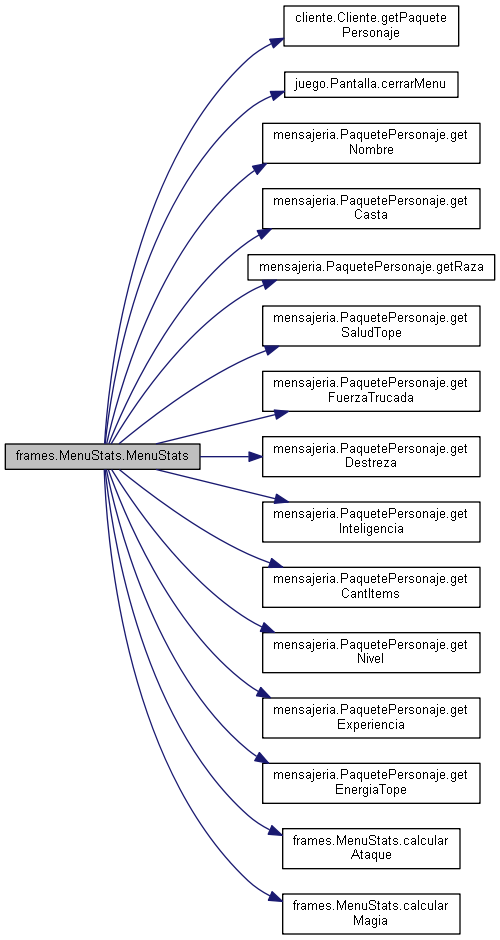 cliente.Cliente.getPaquete
Personaje
juego.Pantalla.cerrarMenu
mensajeria.PaquetePersonaje.get
Nombre
mensajeria.PaquetePersonaje.get
Casta
mensajeria.PaquetePersonaje.getRaza
mensajeria.PaquetePersonaje.get
SaludTope
mensajeria.PaquetePersonaje.get
FuerzaTrucada
frames.MenuStats.MenuStats
mensajeria.PaquetePersonaje.get
Destreza
mensajeria.PaquetePersonaje.get
Inteligencia
mensajeria.PaquetePersonaje.get
CantItems
mensajeria.PaquetePersonaje.get
Nivel
mensajeria.PaquetePersonaje.get
Experiencia
mensajeria.PaquetePersonaje.get
EnergiaTope
frames.MenuStats.calcular
Ataque
frames.MenuStats.calcular
Magia